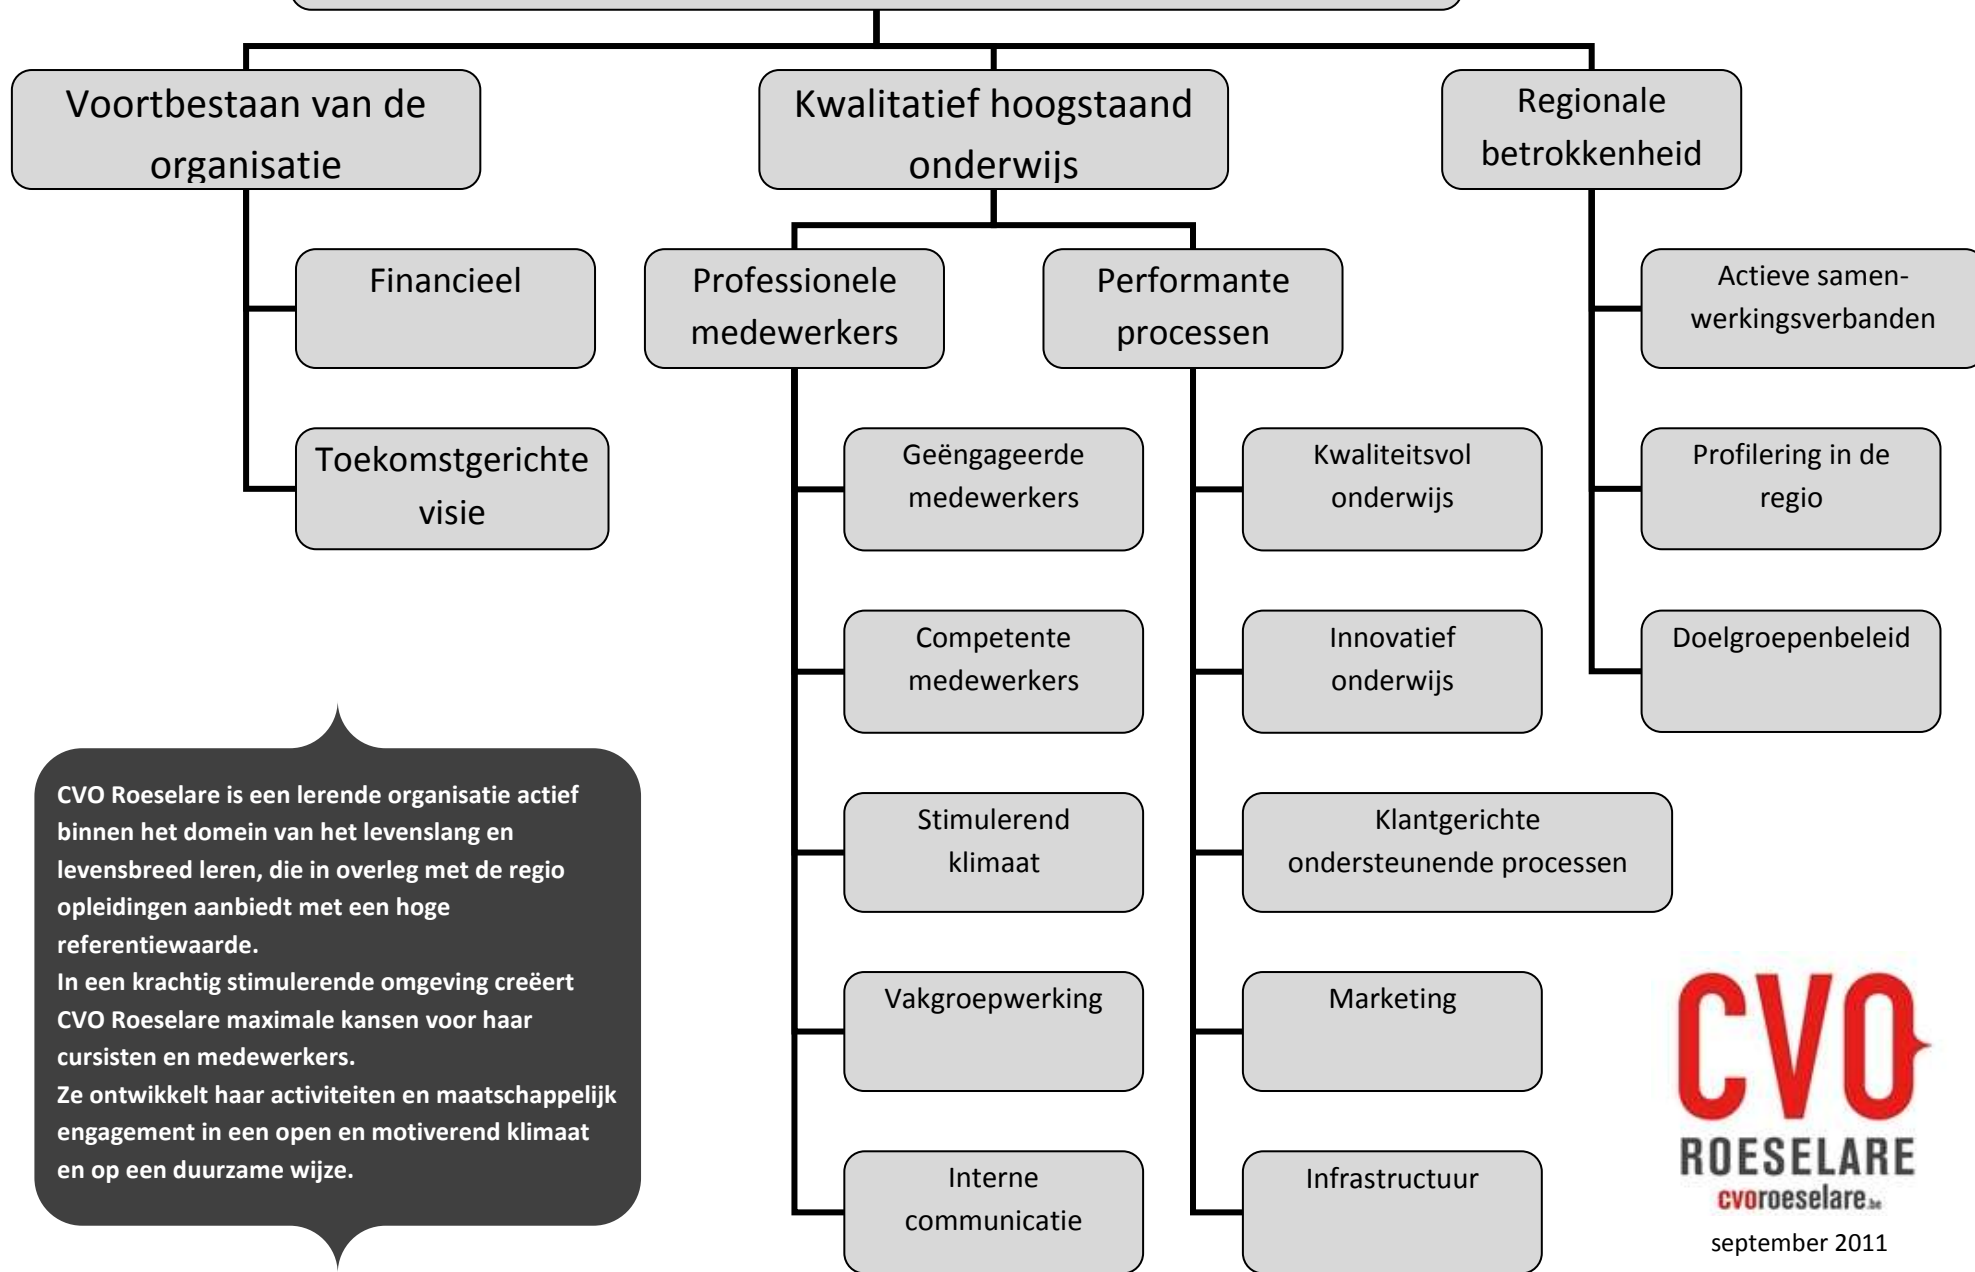 Voortbestaan van de
organisatie
Kwalitatief hoogstaand
onderwijs
Regionale
betrokkenheid
Financieel
Toekomstgerichte
visie
Professionele
medewerkers
Performante
processen
Geëngageerde
medewerkers
Competente
medewerkers
Stimulerend
klimaat
Vakgroepwerking
Interne
communicatie
Kwaliteitsvol
onderwijs
Innovatief
onderwijs
Klantgerichte
ondersteunende processen
Marketing
Infrastructuur
Actieve samen-
werkingsverbanden
Profilering in de
regio
Doelgroepenbeleid
CVO Roeselare is een lerende organisatie actief
binnen het domein van het levenslang en
levensbreed leren, die in overleg met de regio
opleidingen aanbiedt met een hoge
referentiewaarde.
In een krachtig stimulerende omgeving creëert
CVO Roeselare maximale kansen voor haar
cursisten en medewerkers.
Ze ontwikkelt haar activiteiten en maatschappelijk
engagement in een open en motiverend klimaat
en op een duurzame wijze.
CVO
ROESELARE
cvoroeselare.be
september 2011